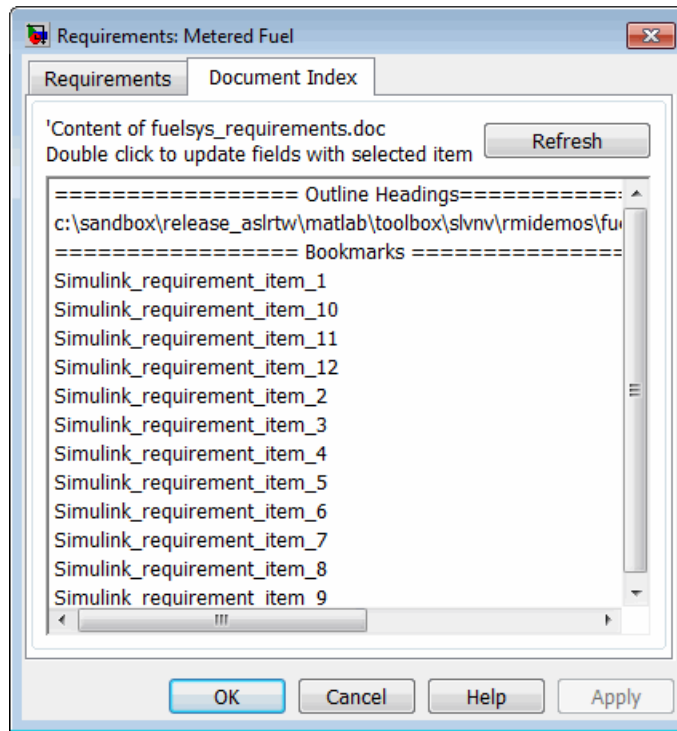 Requirements: Metered Fuel
Requirements Document Index
'Content of fuelsys_requirements.doc
Refresh
Double click to update fields with selected item
================= Outline Headings============
c:\sandbox\release_aslrtw\matlab\toolbox\slvnv\rmidemos\fu
================= Bookmarks ===============
Simulink_requirement_item_1
Simulink_requirement_item_10
Simulink_requirement_item_11
Simulink_requirement_item_12
Simulink_requirement_item_2
Simulink_requirement_item_3
Simulink_requirement_item_4
Simulink_requirement_item_5
Simulink_requirement_item_6
Simulink_requirement_item_7
Simulink_requirement_item_8
Simulink_requirement_item_9
OK Cancel Help Apply